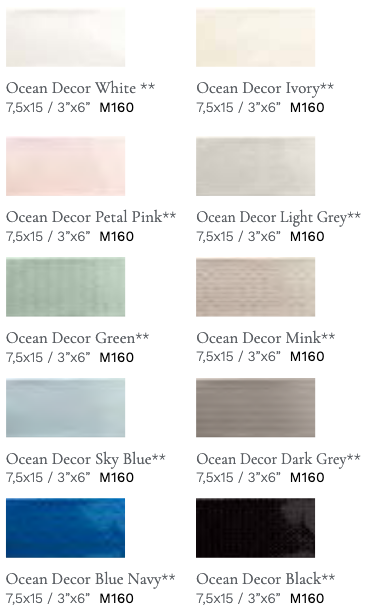 Ocean Decor White **
7,5x15 / 3”x6” M160
Ocean Decor Ivory**
7,5x15 / 3”x6” M160
Ocean Decor Petal Pink**
7,5x15 / 3”x6” M160
Ocean Decor Light Grey**
7,5x15 / 3”x6” M160
Ocean Decor Green**
7,5x15 / 3”x6” M160
Ocean Decor Mink**
7,5x15 / 3”x6” M160
Ocean Decor Sky Blue**
7,5x15 / 3”x6” M160
Ocean Decor Dark Grey**
7,5x15 / 3”x6” M160
Ocean Decor Blue Navy**
7,5x15 / 3”x6” M160
Ocean Decor Black**
7,5x15 / 3”x6” M160